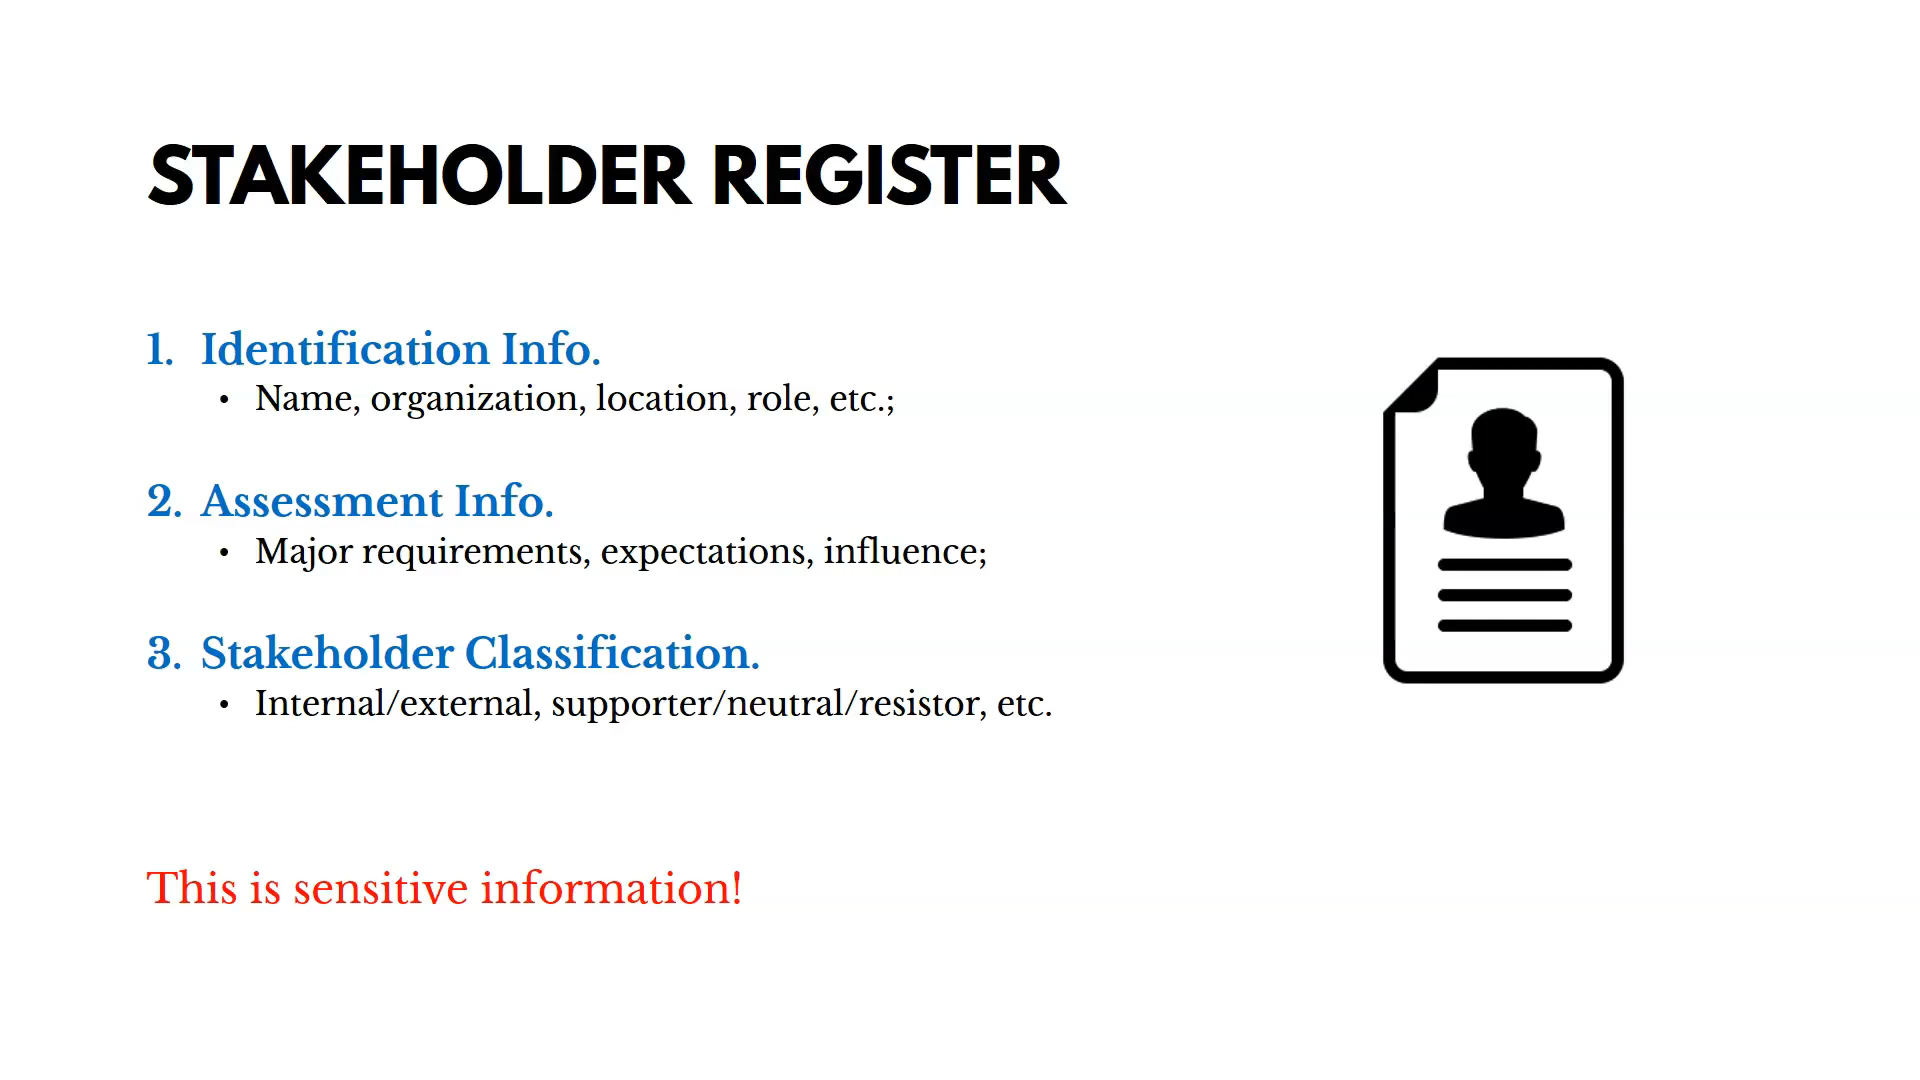 STAKEHOLDER REGISTER
1. Identification Info.
• Name, organization, location, role, etc.;
2. Assessment Info.
• Major requirements, expectations, influence;
3. Stakeholder Classification.
• Internal/external, supporter/neutral/resistor, etc.
This is sensitive information!